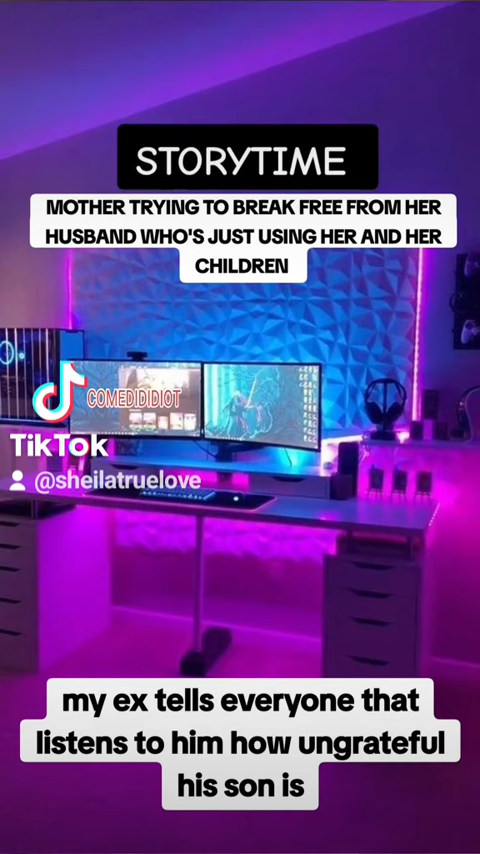 STORYTIME
MOTHER TRYING TO BREAK FREE FROM HER
HUSBAND WHO'S JUST USING HER AND HER
CHILDREN
COMEDIDIOT
TikTok
@sheilatruelove
my ex tells everyone that
listens to him how ungrateful
his son is